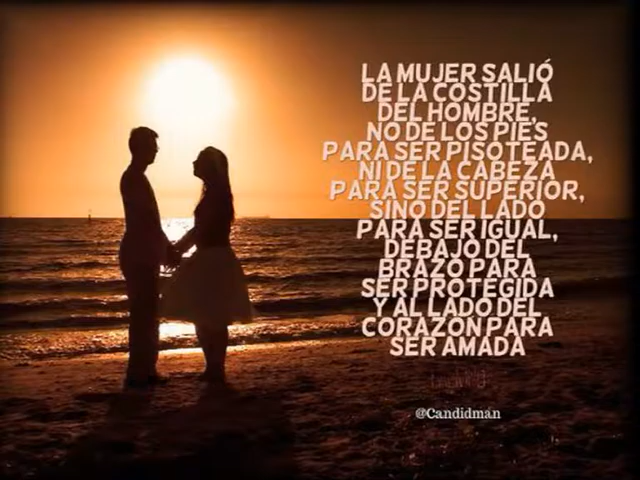 LA MUJER SALIÓ
DE LA COSTILLA
DEL HOMBRE,
NO DE LOS PIES
PARA SER PISOTEADA,
NI DE LA CABEZA
PARA SER SUPERIOR,
SINO DEL LADO
PARA SER IGUAL,
DEBAJO DEL
BRAZO PARA
SER PROTEGIDA
Y AL LADO DEL
CORAZÓN PARA
SER AMADA
@Candidman